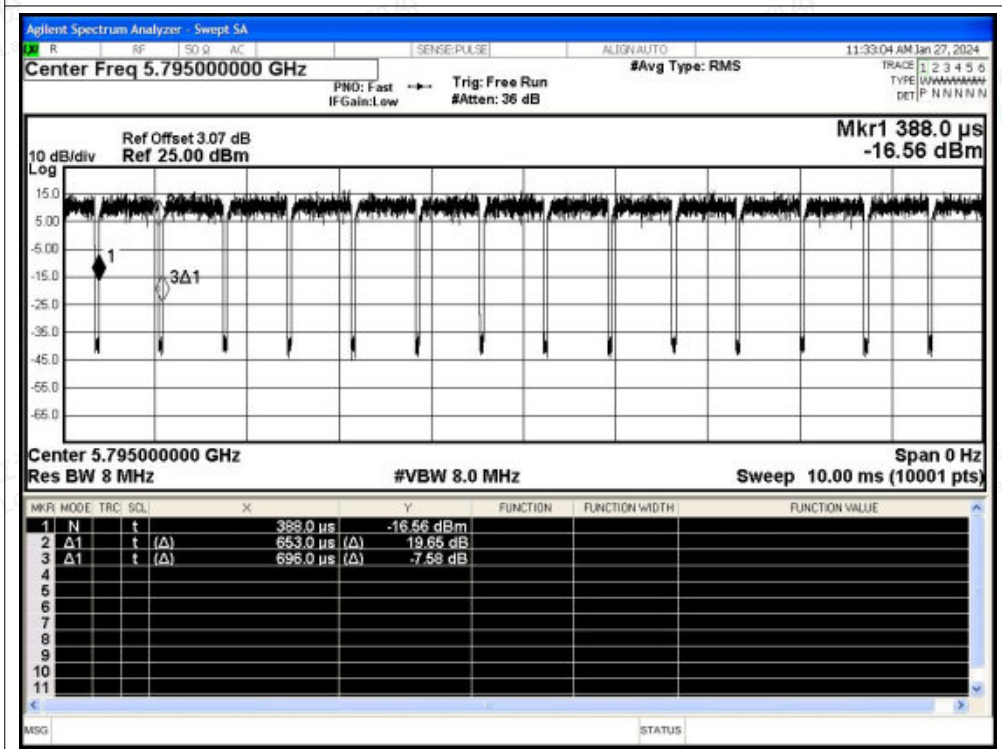 Agilent Spectrum Analyzer - Swept SA
R RF 50 Ω AC SENSE:PULSE ALIGNAUTO 11:33:04 AM Jan 27, 2024
Center Freq 5.795000000 GHz #Avg Type: RMS TRACE 1 2 3 4 5 6
PNO: Fast Trig: Free Run TYPE
IFGain:Low #Atten: 36 dB DET P N N N N N
Mkr1 388.0 µs
Ref Offset 3.07 dB
10 dB/div Ref 25.00 dBm -16.56 dBm
Log
15.0
5.00
-5.00
1
-15.0
3Δ1
-25.0
-35.0
-45.0
-55.0
-65.0
Center 5.795000000 GHz Span 0 Hz
Res BW 8 MHz #VBW 8.0 MHz Sweep 10.00 ms (10001 pts)
MKR MODE TRC SCL X Y FUNCTION FUNCTION WIDTH FUNCTION VALUE
1 N t 388.0 µs -16.56 dBm
2 Δ1 t (Δ) 653.0 µs (Δ) 19.65 dB
3 Δ1 t (Δ) 696.0 µs (Δ) -7.58 dB
4
5
6
7
8
9
10
11
MSG STATUS